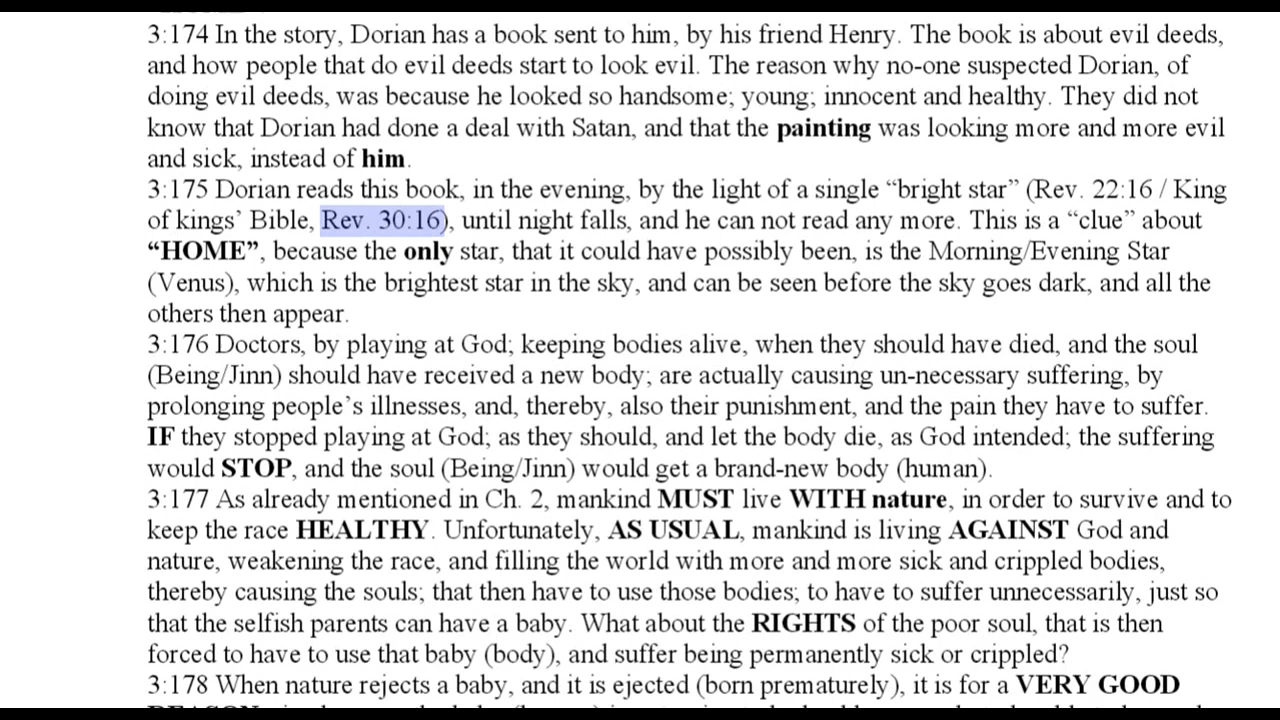 3:174 In the story, Dorian has a book sent to him, by his friend Henry. The book is about evil deeds,
and how people that do evil deeds start to look evil. The reason why no-one suspected Dorian, of
doing evil deeds, was because he looked so handsome; young; innocent and healthy. They did not
know that Dorian had done a deal with Satan, and that the painting was looking more and more evil
and sick, instead of him.
3:175 Dorian reads this book, in the evening, by the light of a single “bright star” (Rev. 22:16 / King
of kings’ Bible, Rev. 30:16), until night falls, and he can not read any more. This is a “clue” about
“HOME”, because the only star, that it could have possibly been, is the Morning/Evening Star
(Venus), which is the brightest star in the sky, and can be seen before the sky goes dark, and all the
others then appear.
3:176 Doctors, by playing at God; keeping bodies alive, when they should have died, and the soul
(Being/Jinn) should have received a new body; are actually causing un-necessary suffering, by
prolonging people’s illnesses, and, thereby, also their punishment, and the pain they have to suffer.
IF they stopped playing at God; as they should, and let the body die, as God intended; the suffering
would STOP, and the soul (Being/Jinn) would get a brand-new body (human).
3:177 As already mentioned in Ch. 2, mankind MUST live WITH nature, in order to survive and to
keep the race HEALTHY. Unfortunately, AS USUAL, mankind is living AGAINST God and
nature, weakening the race, and filling the world with more and more sick and crippled bodies,
thereby causing the souls; that then have to use those bodies; to have to suffer unnecessarily, just so
that the selfish parents can have a baby. What about the RIGHTS of the poor soul, that is then
forced to have to use that baby (body), and suffer being permanently sick or crippled?
3:178 When nature rejects a baby, and it is ejected (born prematurely), it is for a VERY GOOD